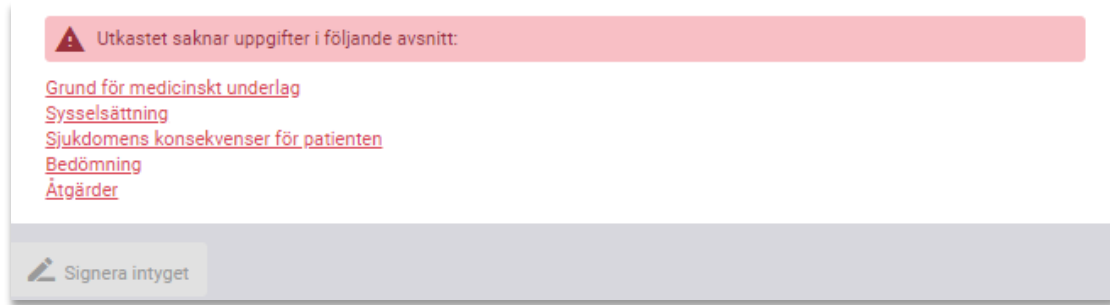 Utkastet saknar uppgifter i följande avsnitt:
Grund för medicinskt underlag
Sysselsättning
Sjukdomens konsekvenser för patienten
Bedömning
Åtgärder
Signera intyget